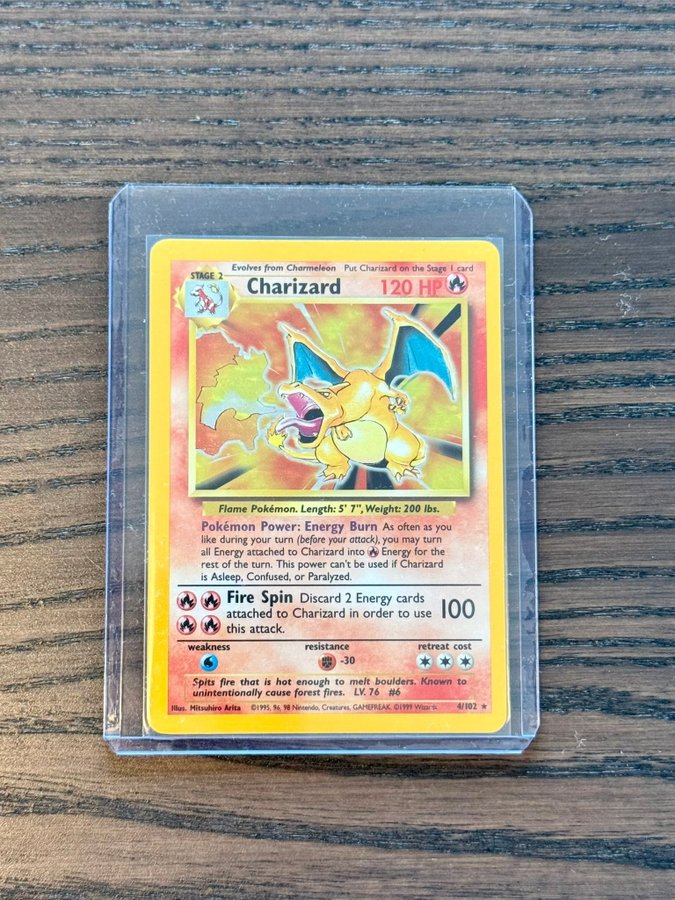 Evolves from Charmeleon Put Charizard on the Stage 1 card
STAGE 2
Charizard 120 HP
Flame Pokémon. Length: 5' 7", Weight: 200 lbs.
Pokémon Power: Energy Burn As often as you
like during your turn (before your attack), you may turn
all Energy attached to Charizard into Energy for the
rest of the turn. This power can't be used if Charizard
is Asleep, Confused, or Paralyzed.
Fire Spin Discard 2 Energy cards
attached to Charizard in order to use 100
this attack.
weakness resistance retreat cost
-30
Spits fire that is hot enough to melt boulders. Known to
unintentionally cause forest fires. LV. 76 #6
Illus. Mitsuhiro Arita ©1995, 96, 98 Nintendo, Creatures, GAMEFREAK. ©1999 Wizards. 4/102 ★